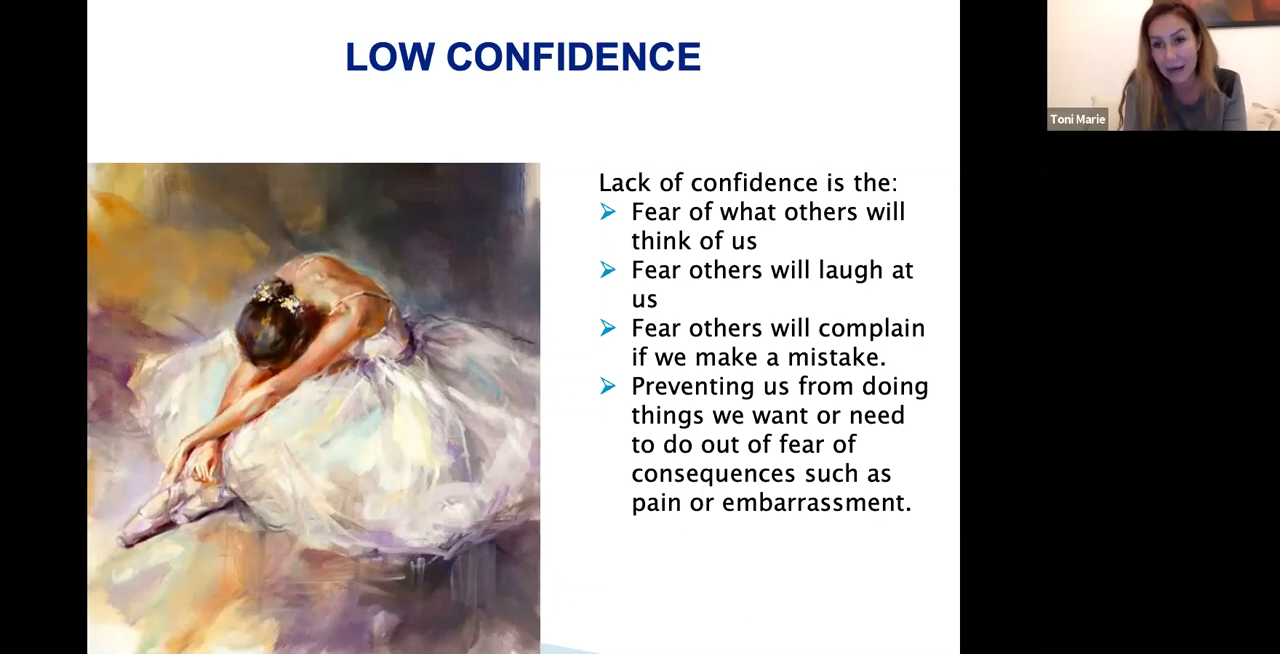 LOW CONFIDENCE
Toni Marie
Lack of confidence is the:
Fear of what others will
think of us
Fear others will laugh at
us
Fear others will complain
if we make a mistake.
Preventing us from doing
things we want or need
to do out of fear of
consequences such as
pain or embarrassment.